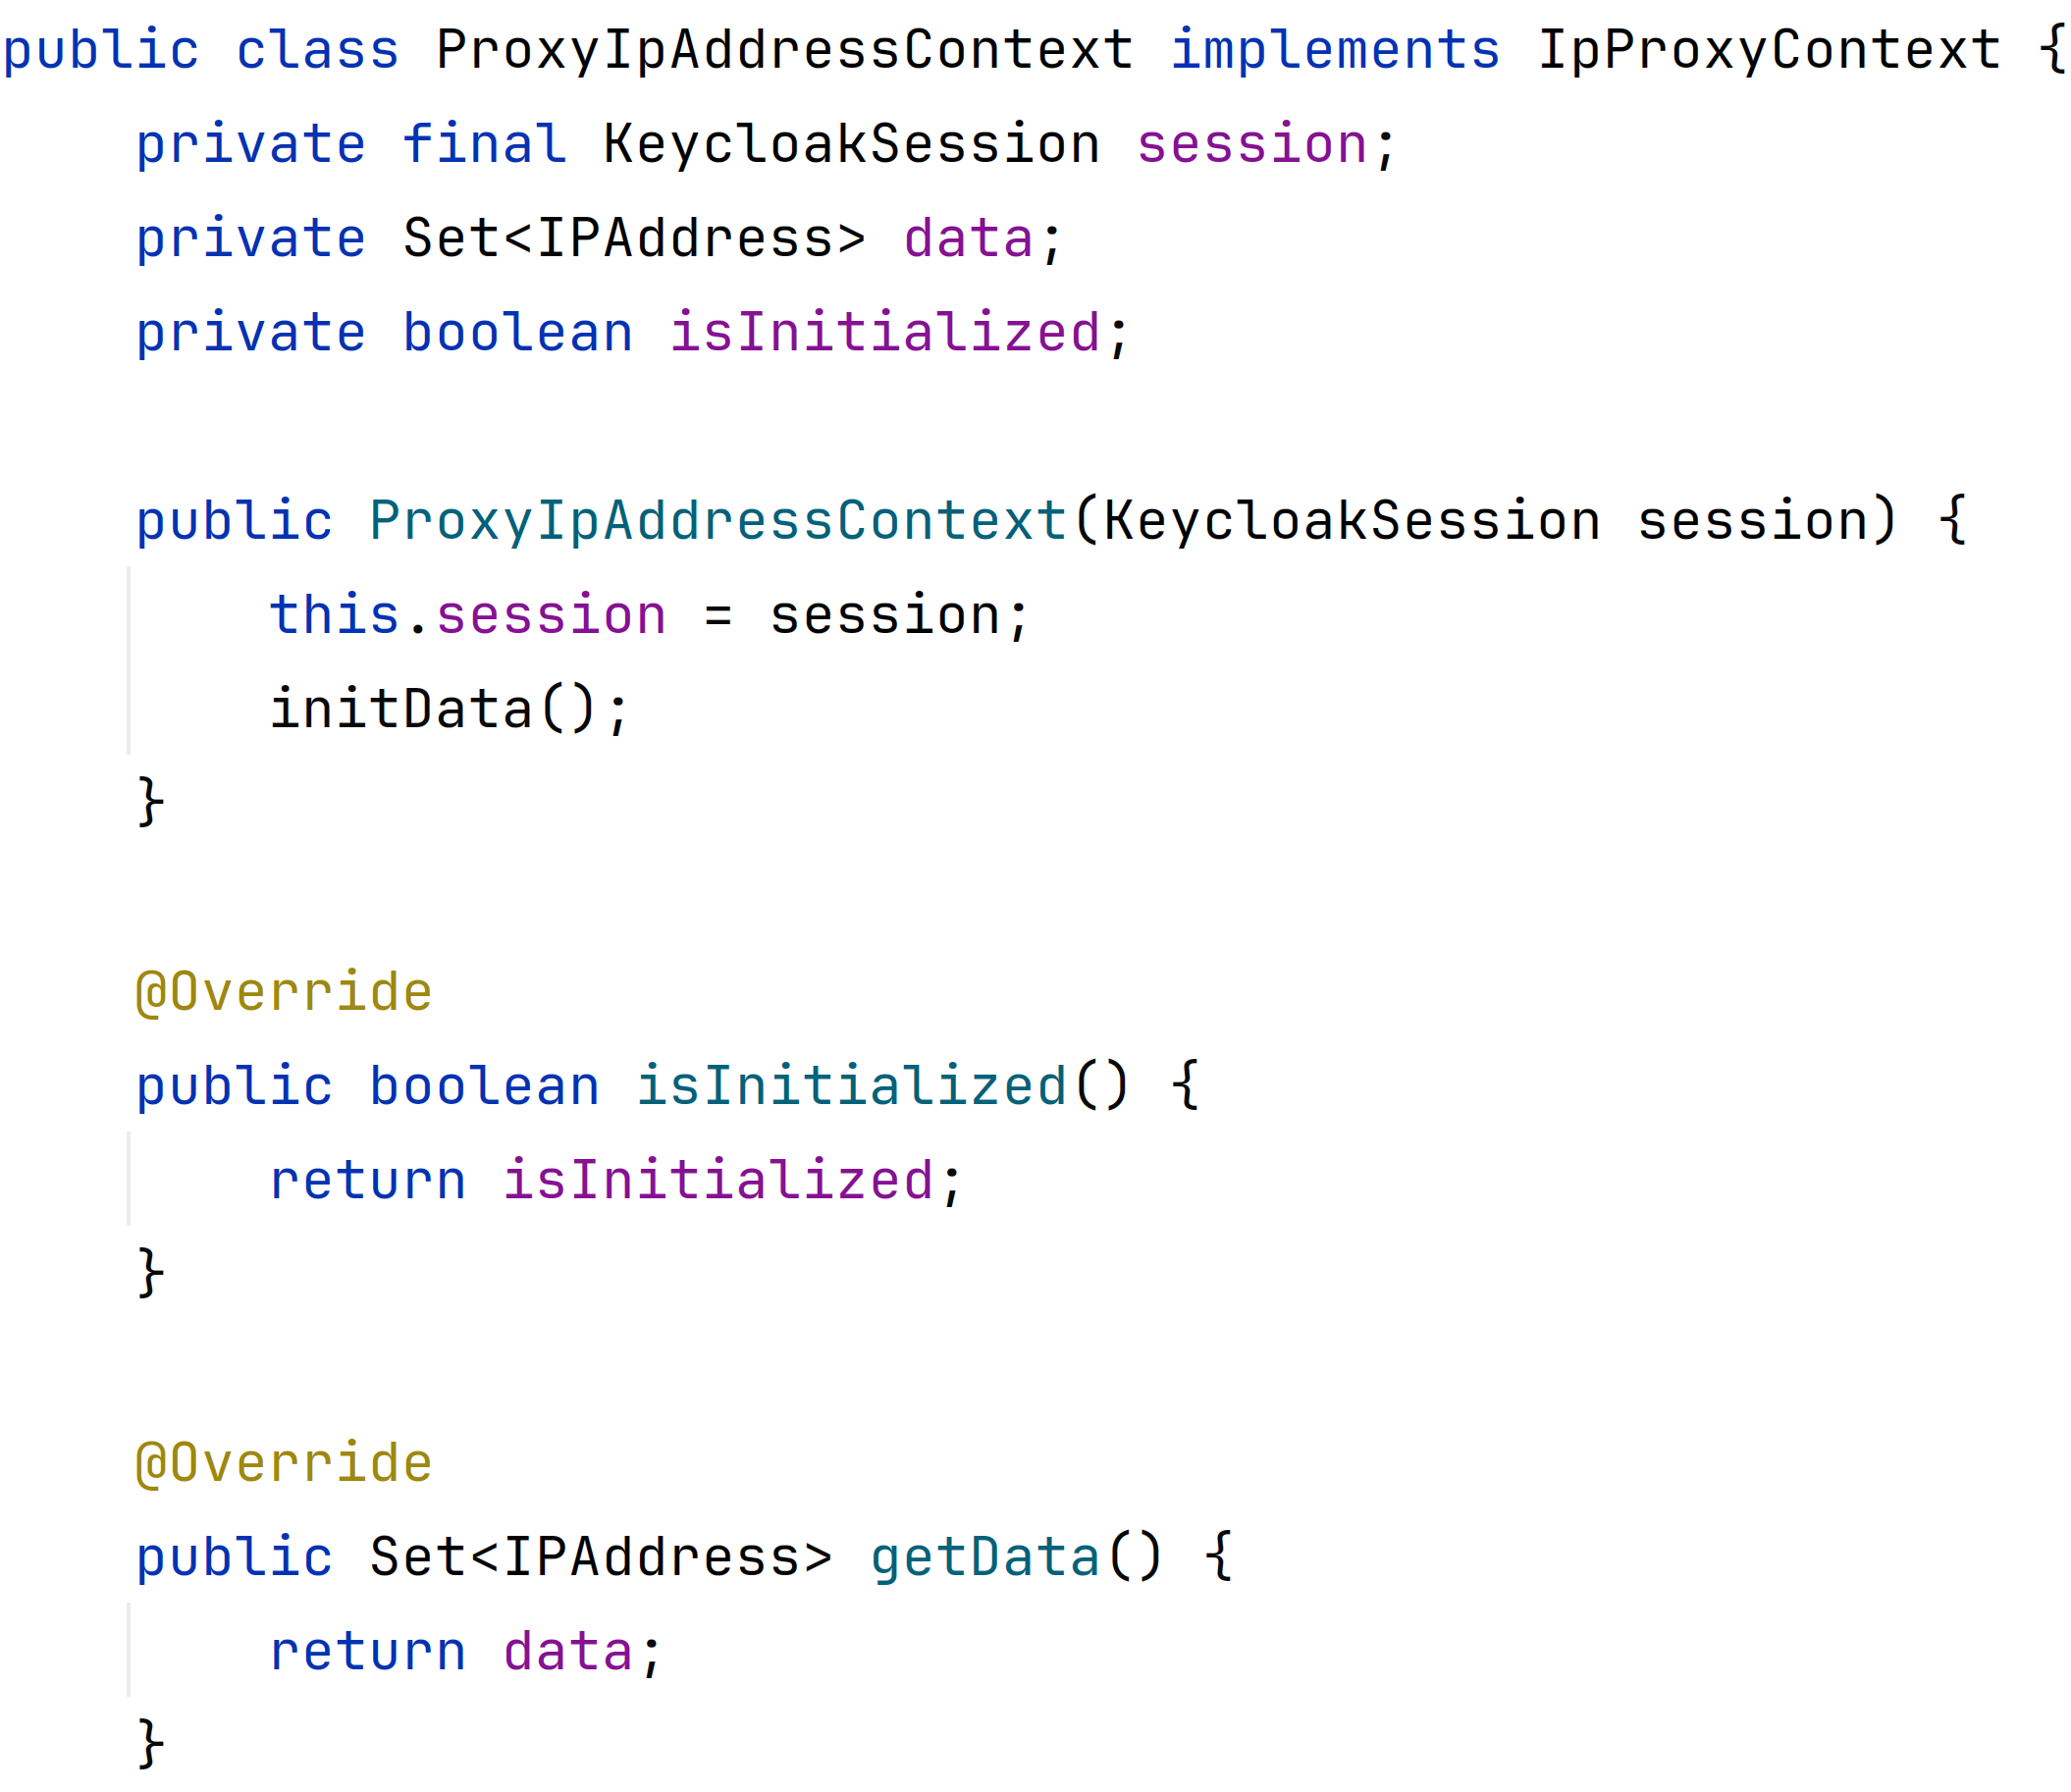 public class ProxyIpAddressContext implements IpProxyContext {
    private final KeycloakSession session;
    private Set<IPAddress> data;
    private boolean isInitialized;

    public ProxyIpAddressContext(KeycloakSession session) {
        this.session = session;
        initData();
    }

    @Override
    public boolean isInitialized() {
        return isInitialized;
    }

    @Override
    public Set<IPAddress> getData() {
        return data;
    }